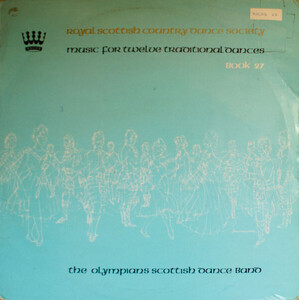 Royal Scottish Country Dance Society
Music for Twelve Traditional Dances
Book 27
The Olympians Scottish Dance Band